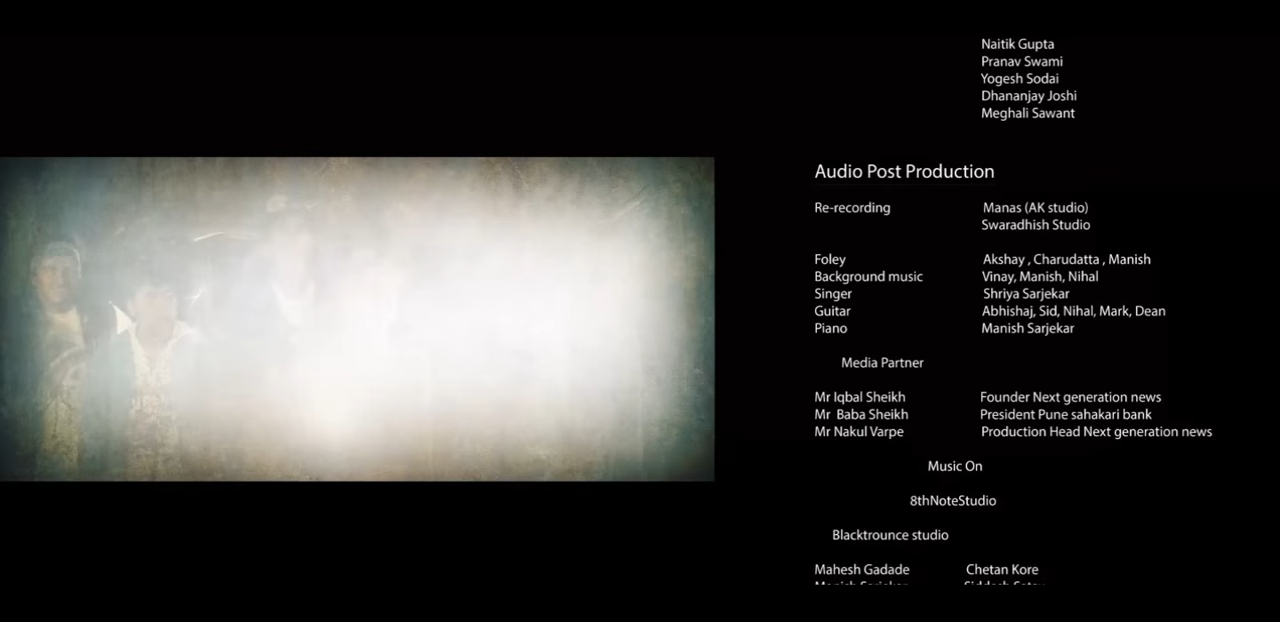 Naitik Gupta
Pranav Swami
Yogesh Sodai
Dhananjay Joshi
Meghali Sawant
Audio Post Production
Re-recording Manas (AK studio)
Swaradhish Studio
Foley Akshay , Charudatta , Manish
Background music Vinay, Manish, Nihal
Singer Shriya Sarjekar
Guitar Abhishaj, Sid, Nihal, Mark, Dean
Piano Manish Sarjekar
Media Partner
Mr Iqbal Sheikh Founder Next generation news
Mr Baba Sheikh President Pune sahakari bank
Mr Nakul Varpe Production Head Next generation news
Music On
8thNoteStudio
Blacktrounce studio
Mahesh Gadade Chetan Kore